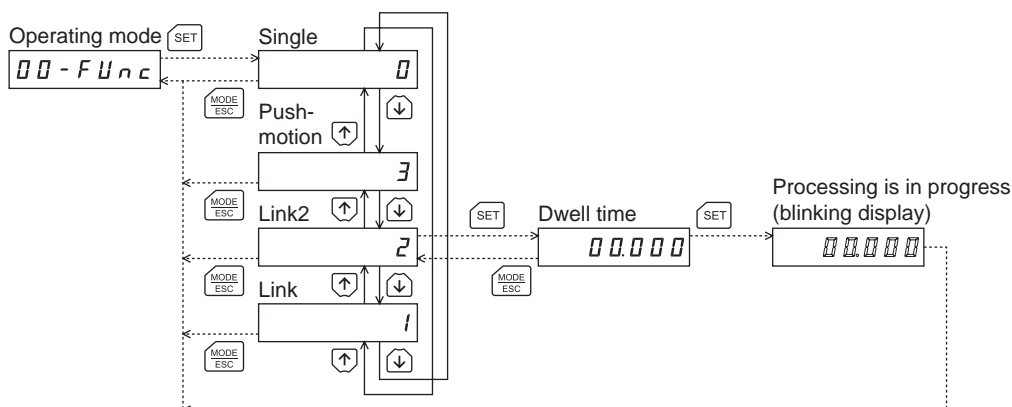 Operating mode SET Single
00-FUnc 0
MODE
ESC
Push-
motion
3
MODE
ESC
Link2 SET Dwell time SET Processing is in progress
(blinking display)
2 00.000 00.000
MODE
ESC
MODE
ESC
Link
1
MODE
ESC